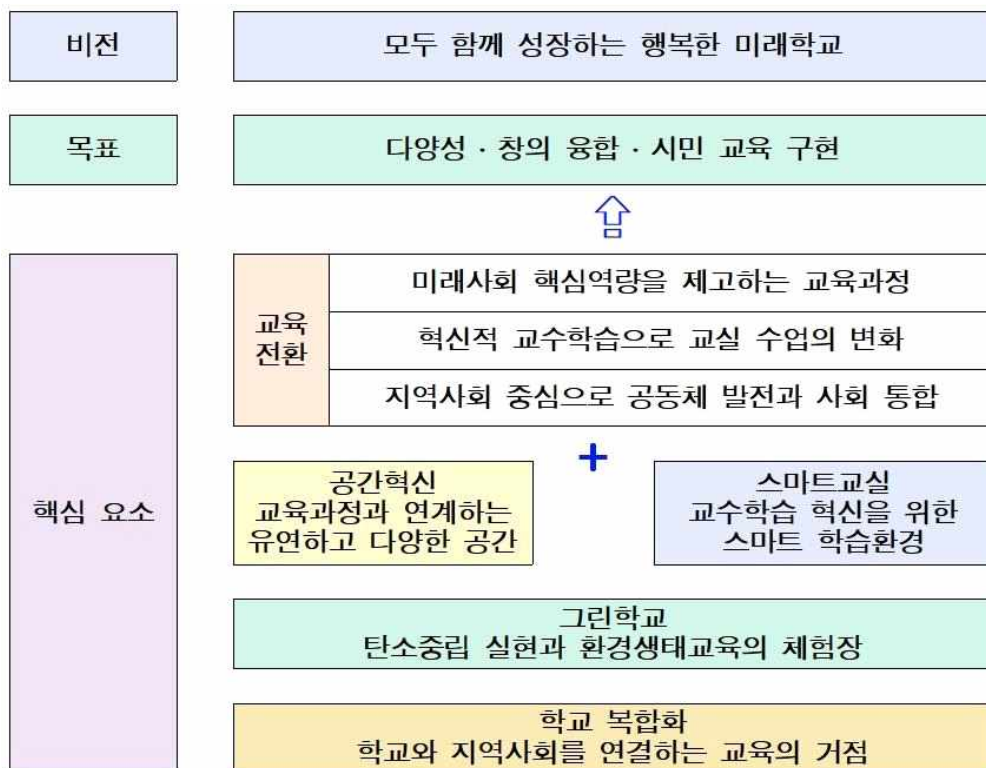 비전
모두 함께 성장하는 행복한 미래학교
목표
다양성 · 창의 융합 · 시민 교육 구현
핵심 요소
교육
전환
미래사회 핵심역량을 제고하는 교육과정
혁신적 교수학습으로 교실 수업의 변화
지역사회 중심으로 공동체 발전과 사회 통합
+
공간혁신
교육과정과 연계하는
유연하고 다양한 공간
스마트교실
교수학습 혁신을 위한
스마트 학습환경
그린학교
탄소중립 실현과 환경생태교육의 체험장
학교 복합화
학교와 지역사회를 연결하는 교육의 거점